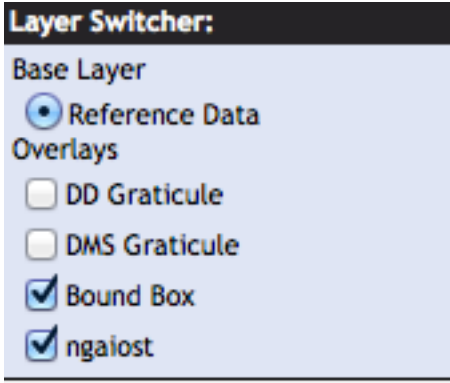 Layer Switcher:
Base Layer
Reference Data
Overlays
DD Graticule
DMS Graticule
Bound Box
ngaiost